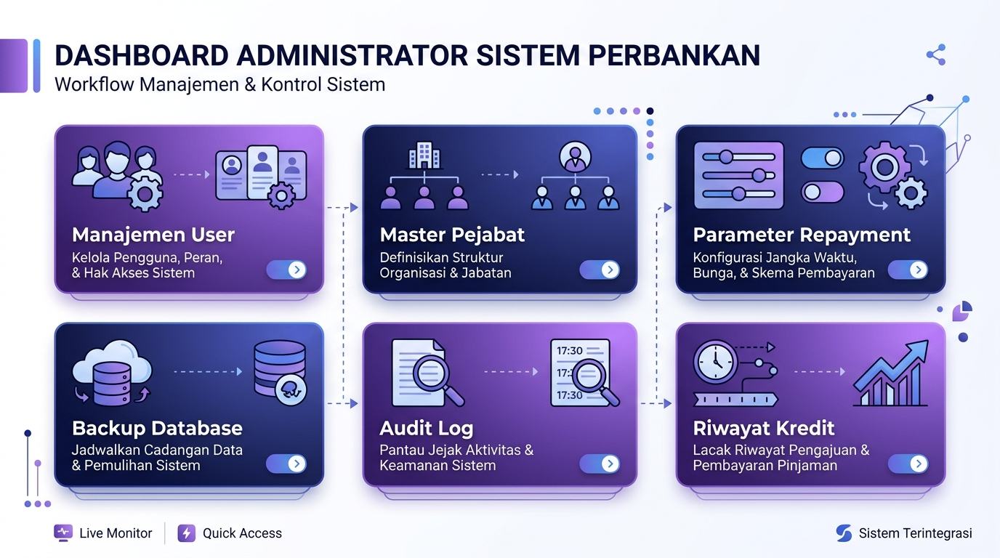 DASHBOARD ADMINISTRATOR SISTEM PERBANKAN
Workflow Manajemen & Kontrol Sistem
Manajemen User
Kelola Pengguna, Peran,
& Hak Akses Sistem
Master Pejabat
Definisikan Struktur
Organisasi & Jabatan
Parameter Repayment
Konfigurasi Jangka Waktu,
Bunga, & Skema Pembayaran
Backup Database
Jadwalkan Cadangan Data
& Pemulihan Sistem
17:30
17:
17:30
Audit Log
Pantau Jejak Aktivitas &
Keamanan Sistem
Riwayat Kredit
Lacak Riwayat Pengajuan &
Pembayaran Pinjaman
Live Monitor
Quick Access
Sistem Terintegrasi